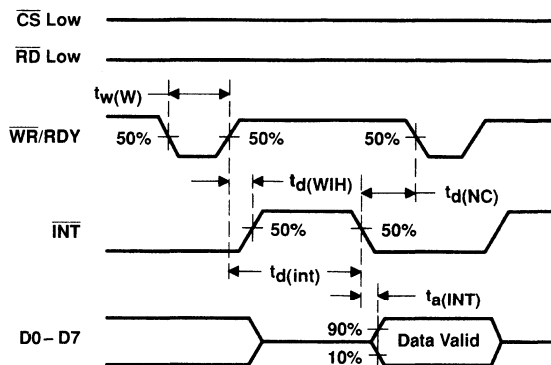 CS Low
RD Low
tw(W)
WR/RDY
50%
50%
50%
td(WIH)
td(NC)
INT
50%
50%
td(int)
ta(INT)
D0 – D7
90%
10%
Data Valid